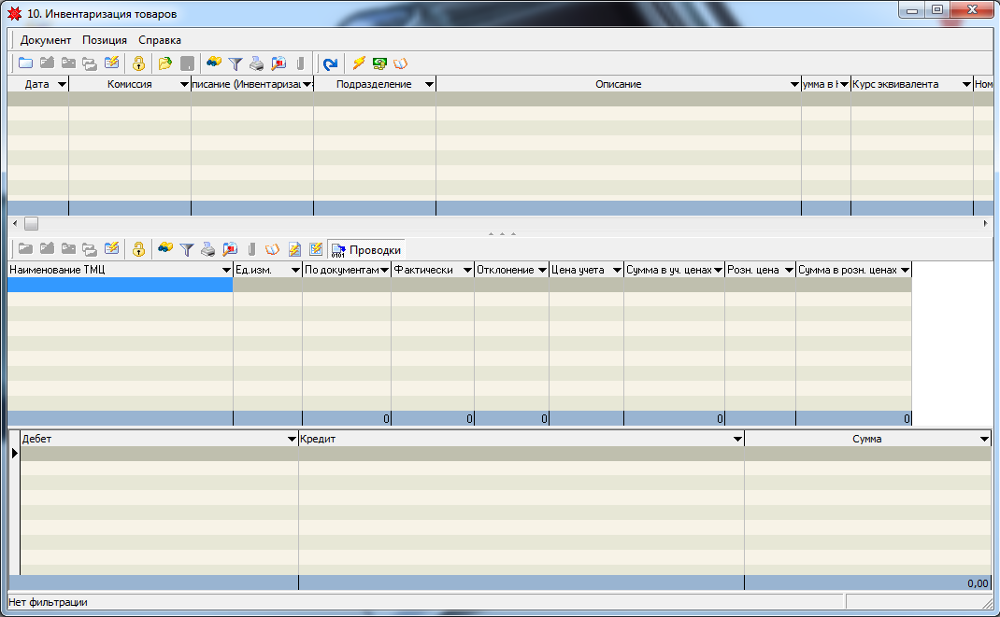 10. Инвентаризация товаров
Документ Позиция Справка
Дата Комиссия писание (Инвентаризац Подразделение Описание умма в Н Курс эквивалента Ном
Проводки
Наименование ТМЦ Ед.изм. По документам Фактически Отклонение Цена учета Сумма в уч. ценах Розн. цена Сумма в розн. ценах
0 0 0 0 0
Дебет Кредит Сумма
0,00
Нет фильтрации